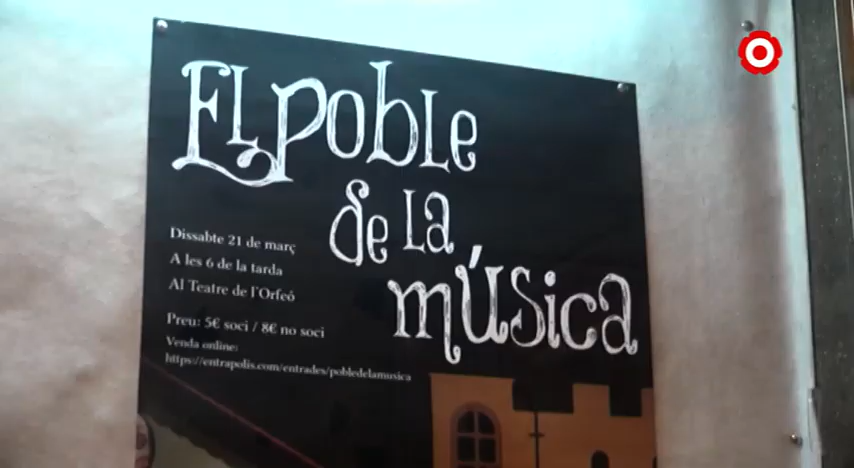 El Poble
de la
música
Dissabte 21 de març
A les 6 de la tarda
Al Teatre de l'Orfeó
Preu: 5€ soci / 8€ no soci
Venda online:
https://entrapolis.com/entrades/pobledelamusica